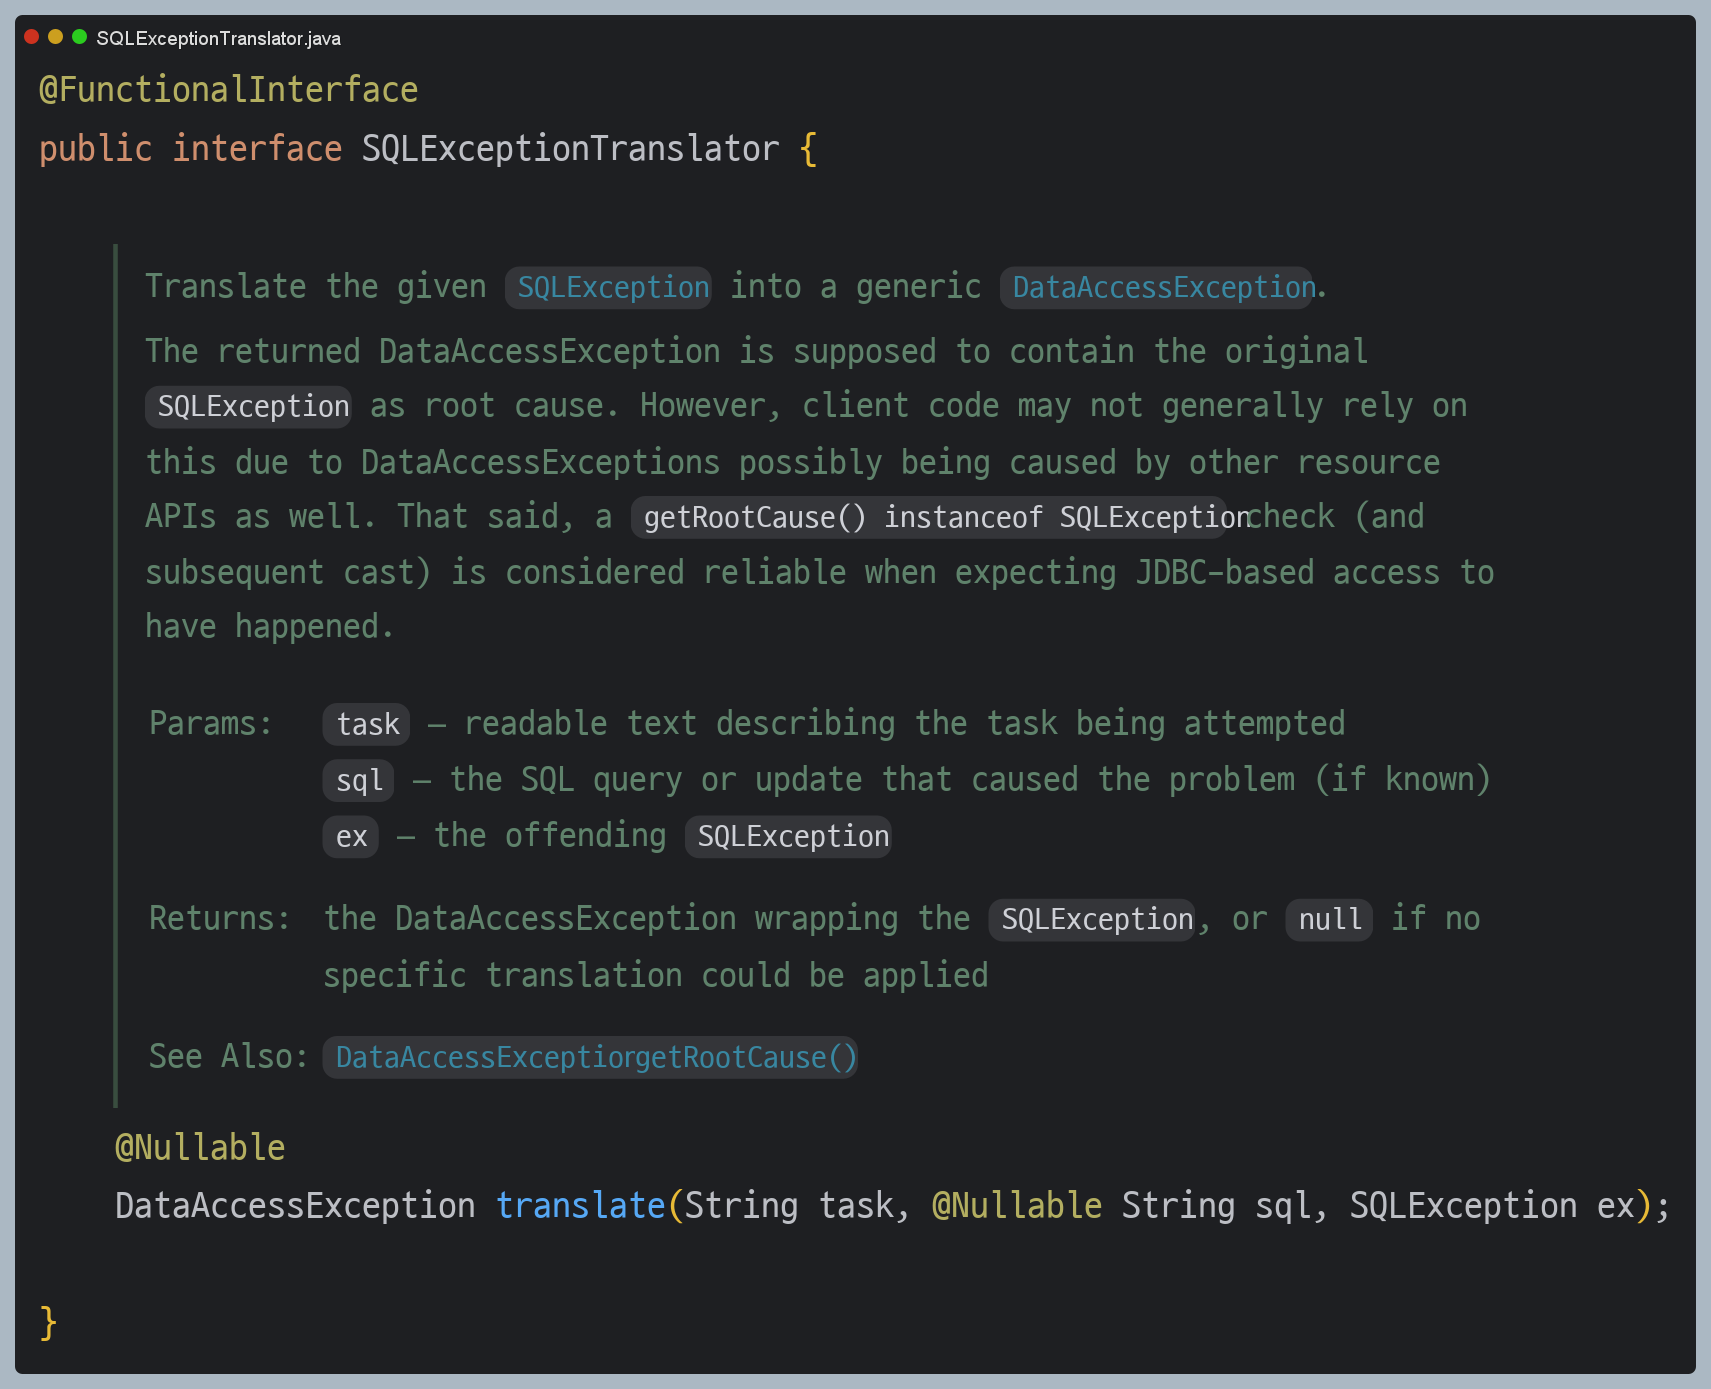 SQLExceptionTranslator.java
@FunctionalInterface
public interface SQLExceptionTranslator {
Translate the given SQLException into a generic DataAccessException.
The returned DataAccessException is supposed to contain the original
SQLException as root cause. However, client code may not generally rely on
this due to DataAccessExceptions possibly being caused by other resource
APIs as well. That said, a getRootCause() instanceof SQLException check (and
subsequent cast) is considered reliable when expecting JDBC-based access to
have happened.
Params: task – readable text describing the task being attempted
sql – the SQL query or update that caused the problem (if known)
ex – the offending SQLException
Returns: the DataAccessException wrapping the SQLException, or null if no
specific translation could be applied
See Also: DataAccessExceptiorgetRootCause()
@Nullable
DataAccessException translate(String task, @Nullable String sql, SQLException ex);
}